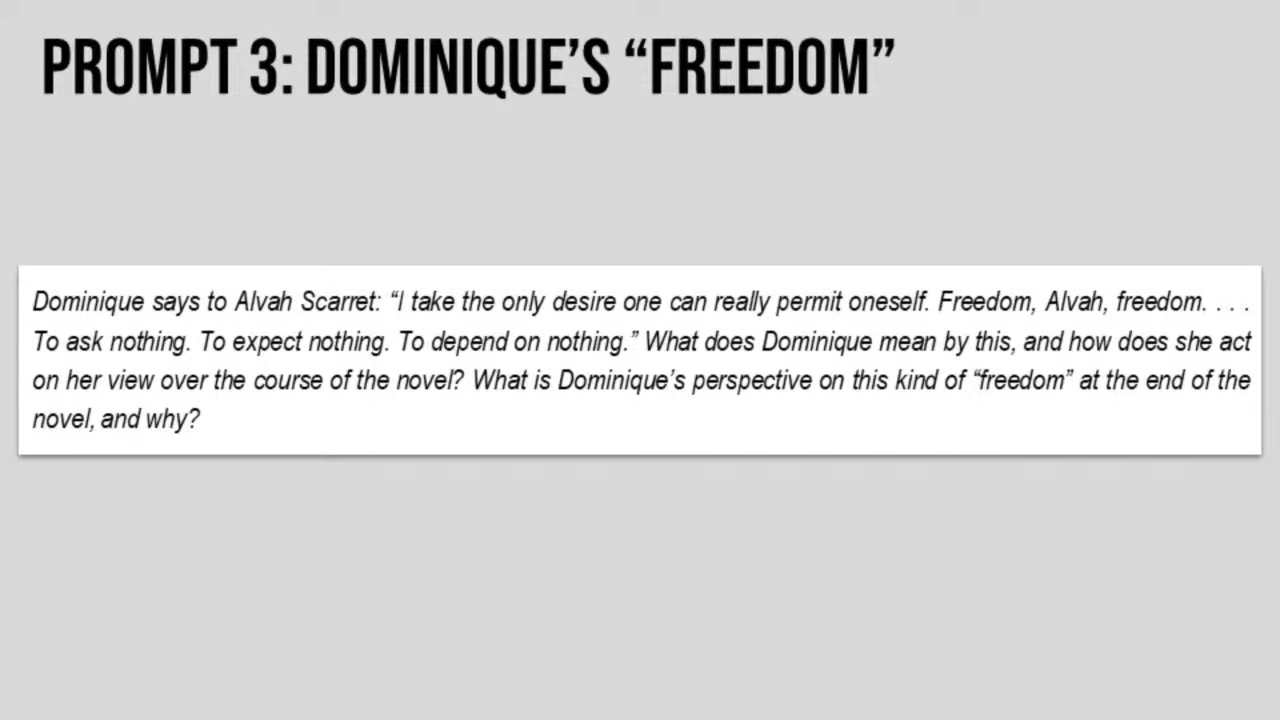 PROMPT 3: DOMINIQUE’S “FREEDOM”
Dominique says to Alvah Scarret: “I take the only desire one can really permit oneself. Freedom, Alvah, freedom. . . .
To ask nothing. To expect nothing. To depend on nothing.” What does Dominique mean by this, and how does she act
on her view over the course of the novel? What is Dominique’s perspective on this kind of “freedom” at the end of the
novel, and why?